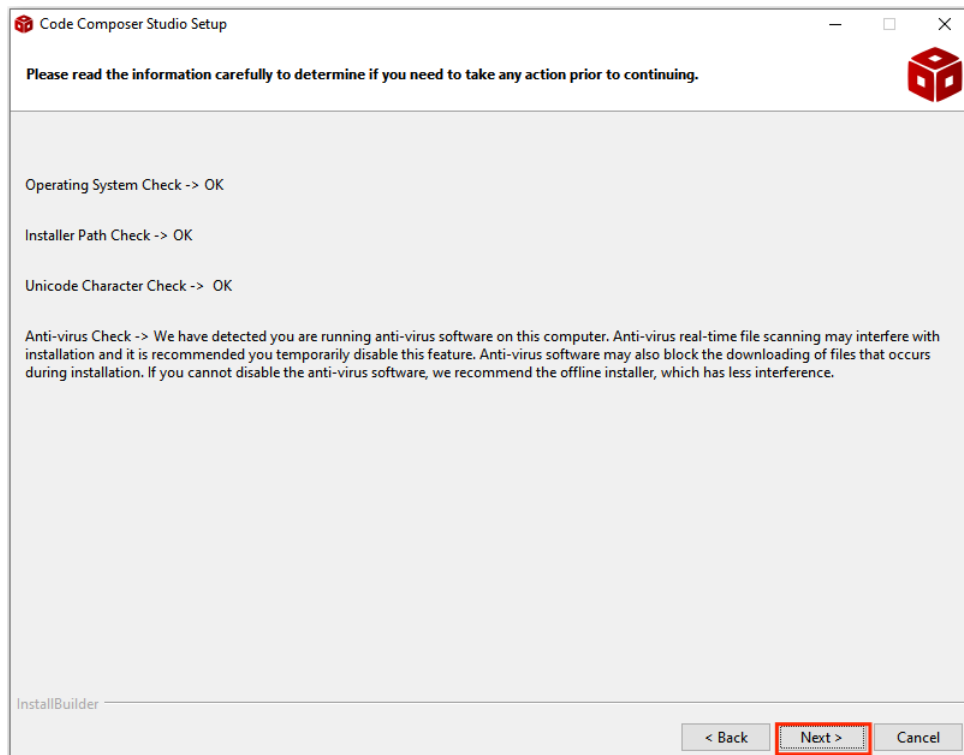 Code Composer Studio Setup
Please read the information carefully to determine if you need to take any action prior to continuing.
Operating System Check -> OK
Installer Path Check -> OK
Unicode Character Check ->  OK
Anti-virus Check -> We have detected you are running anti-virus software on this computer. Anti-virus real-time file scanning may interfere with
installation and it is recommended you temporarily disable this feature. Anti-virus software may also block the downloading of files that occurs
during installation. If you cannot disable the anti-virus software, we recommend the offline installer, which has less interference.
InstallBuilder
< Back Next > Cancel